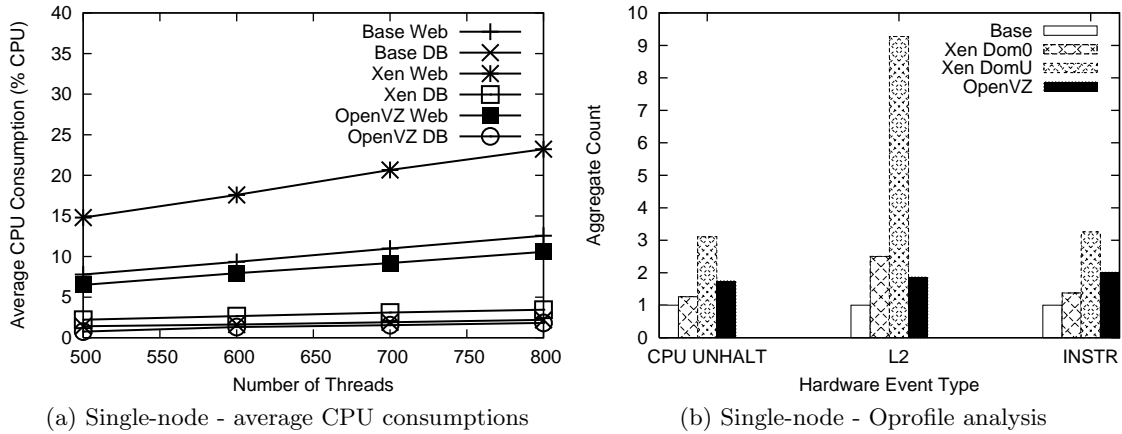 40
35
30
25
20
15
10
5
0
500 550 600 650 700 750 800
Average CPU Consumption (% CPU)
Number of Threads
Base Web
Base DB
Xen Web
Xen DB
OpenVZ Web
OpenVZ DB
(a) Single-node - average CPU consumptions
10
9
8
7
6
5
4
3
2
1
0
CPU UNHALT L2 INSTR
Aggregate Count
Hardware Event Type
Base
Xen Dom0
Xen DomU
OpenVZ
(b) Single-node - Oprofile analysis